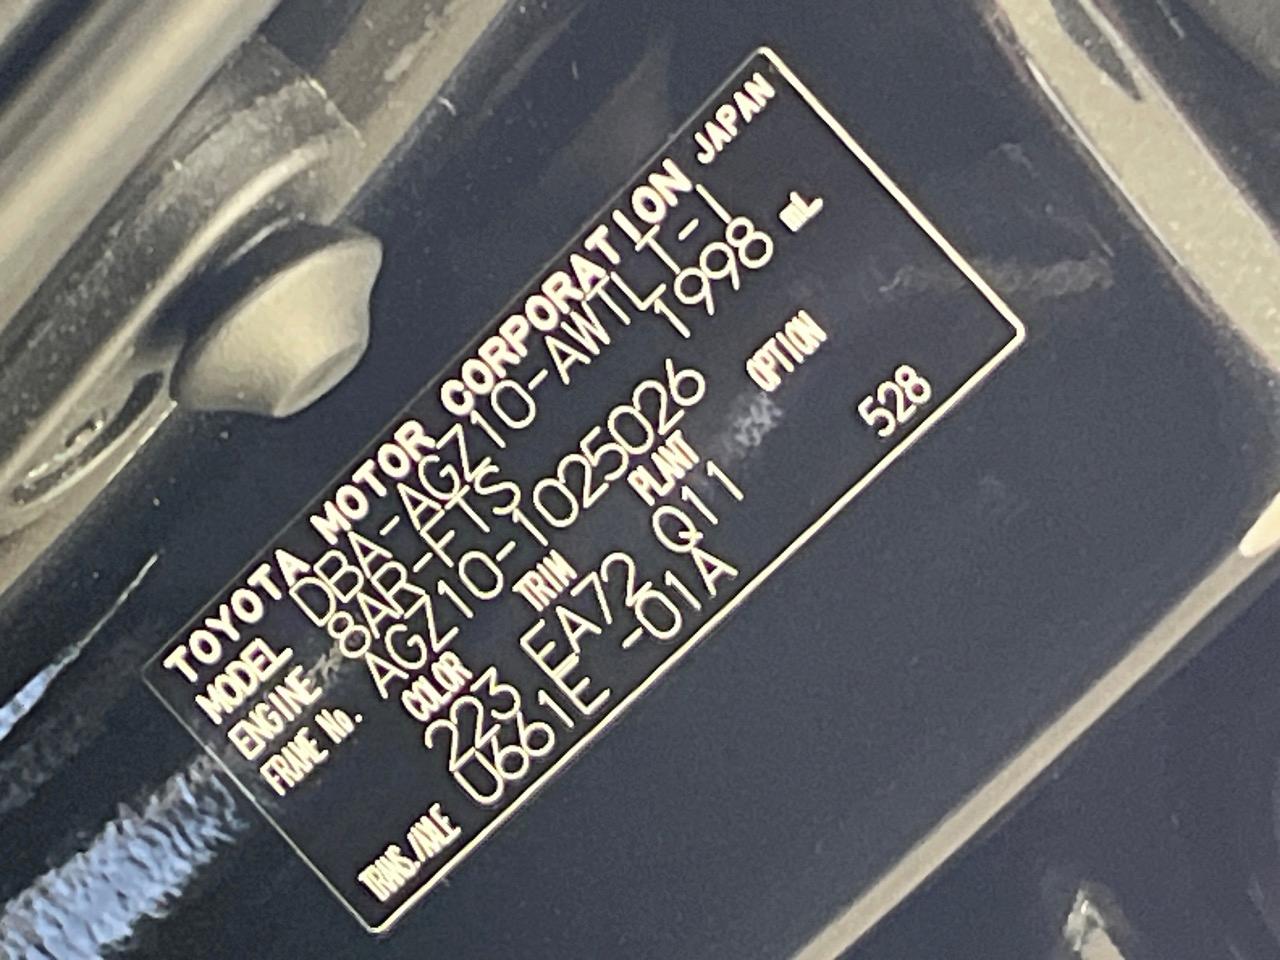 TOYOTA MOTOR CORPORATION JAPAN
MODEL DBA-AGZ10-AWTLT-1
ENGINE 8AR-FTS 1998 mL
FRAME No. AGZ10-1025026
COLOR TRIM PLANT OPTION
223 EA72 Q11
TRANS./AXLE U661E -01A 528